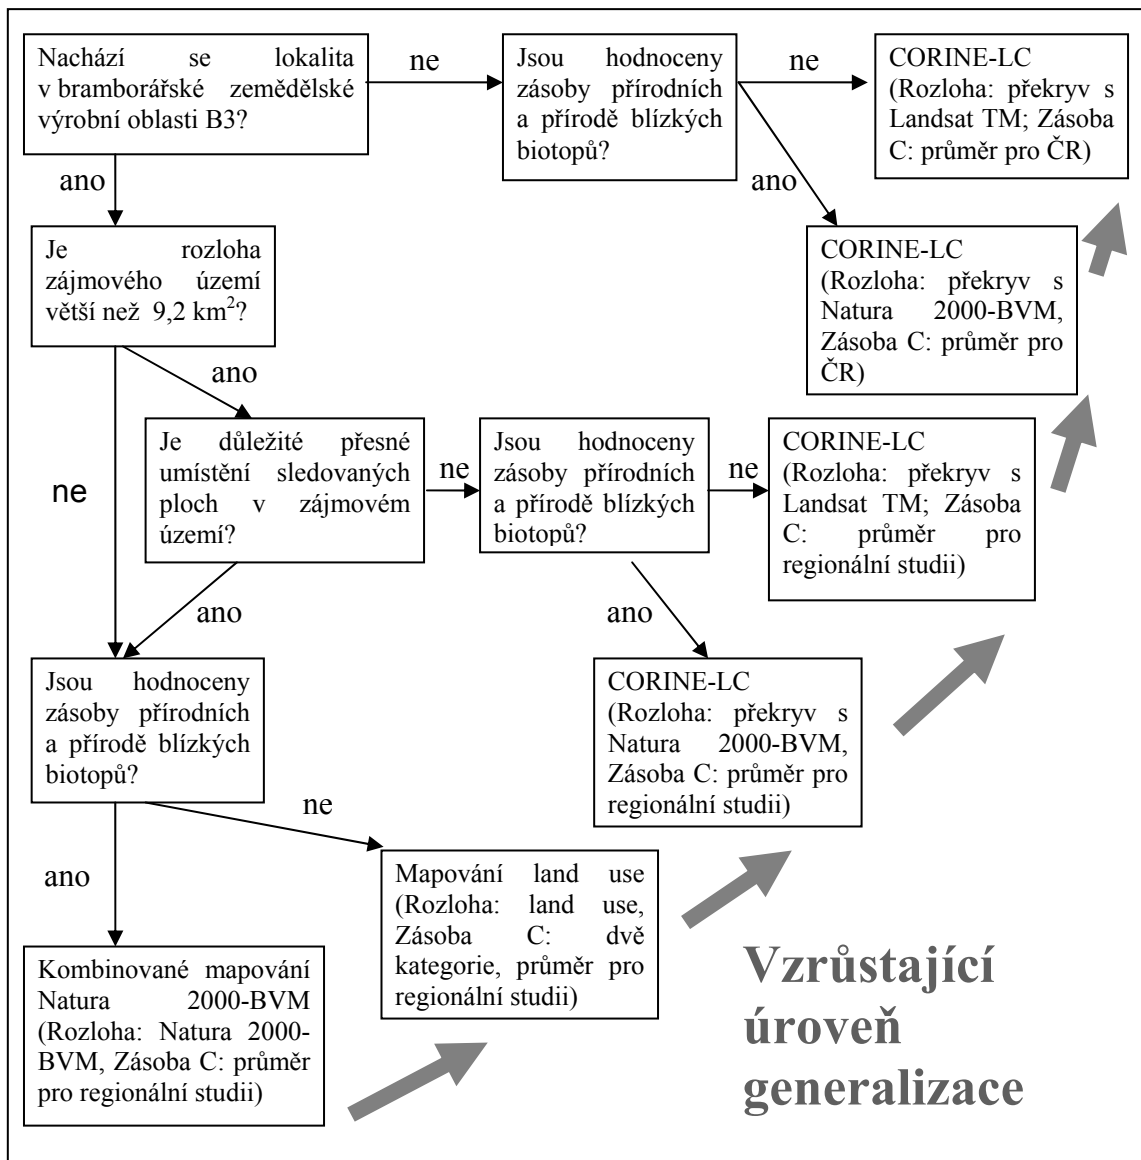 Nachází se lokalita
v bramborářské zemědělské
výrobní oblasti B3?
ne
Jsou hodnoceny
zásoby přírodních
a přírodě blízkých
biotopů?
ne
CORINE-LC
(Rozloha: překryv s
Landsat TM; Zásoba
C: průměr pro ČR)
ano
ano
Je rozloha
zájmového území
větší než 9,2 km²?
CORINE-LC
(Rozloha: překryv s
Natura 2000-BVM,
Zásoba C: průměr pro
ČR)
ano
ne
Je důležité přesné
umístění sledovaných
ploch v zájmovém
území?
ne
Jsou hodnoceny
zásoby přírodních
a přírodě blízkých
biotopů?
ne
CORINE-LC
(Rozloha: překryv s
Landsat TM; Zásoba
C: průměr pro
regionální studii)
ano
ano
Jsou hodnoceny
zásoby přírodních
a přírodě blízkých
biotopů?
CORINE-LC
(Rozloha: překryv s
Natura 2000-BVM,
Zásoba C: průměr pro
regionální studii)
ne
ano
Mapování land use
(Rozloha: land use,
Zásoba C: dvě
kategorie, průměr pro
regionální studii)
Kombinované mapování
Natura 2000-BVM
(Rozloha: Natura 2000-
BVM, Zásoba C: průměr
pro regionální studii)
Vzrůstající
úroveň
generalizace